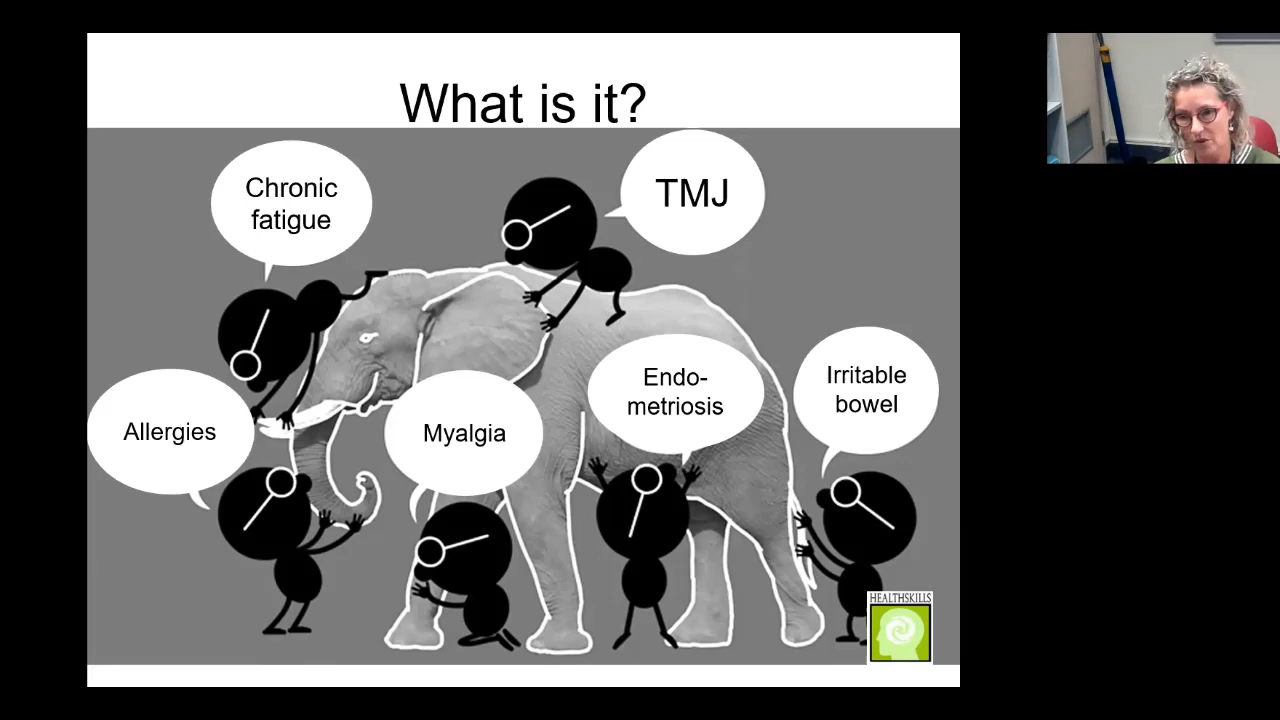 What is it?
Chronic
fatigue
TMJ
Allergies
Myalgia
Endo-
metriosis
Irritable
bowel
HEALTHSKILLS